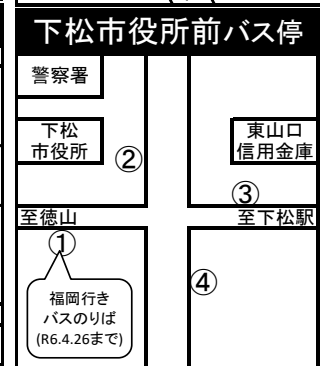 下松市役所前バス停
警察署
下松
市役所
②
東山口
信用金庫
③
至徳山
至下松駅
①
④
福岡行き
バスのりば
(R6.4.26まで)